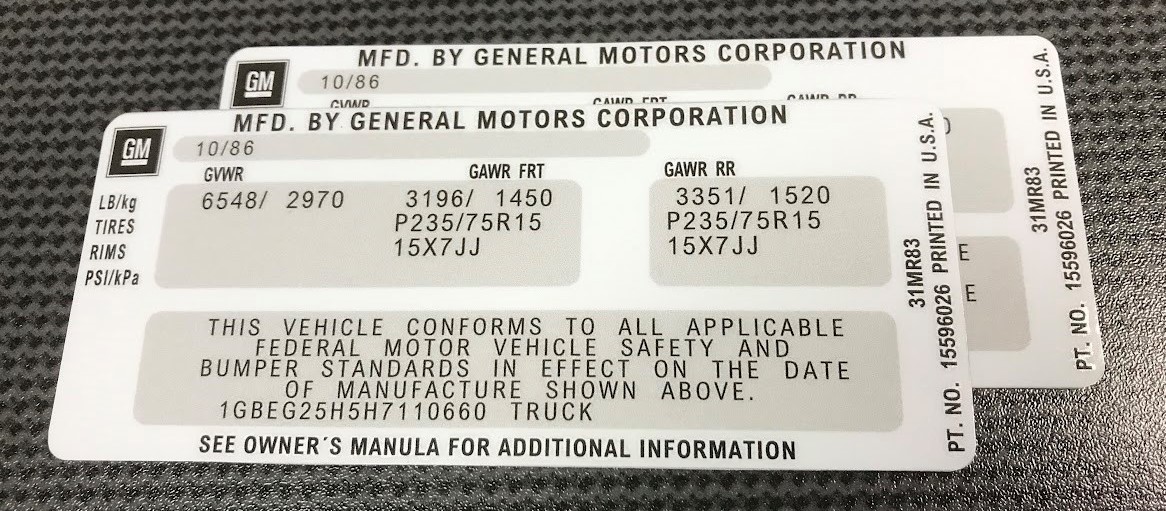 MFD. BY GENERAL MOTORS CORPORATION
GM
10/86
MFD. BY GENERAL MOTORS CORPORATION
GM
10/86
GVWR GAWR FRT GAWR RR
LB/kg 6548/ 2970 3196/ 1450 3351/ 1520
TIRES P235/75R15 P235/75R15
RIMS 15X7JJ 15X7JJ
PSI/kPa
THIS VEHICLE CONFORMS TO ALL APPLICABLE
FEDERAL MOTOR VEHICLE SAFETY AND
BUMPER STANDARDS IN EFFECT ON THE DATE
OF MANUFACTURE SHOWN ABOVE.
1GBEG25H5H7110660 TRUCK
SEE OWNER'S MANULA FOR ADDITIONAL INFORMATION
31MR83
PT. NO. 15596026 PRINTED IN U.S.A.
E
E
31MR83
PT. NO. 15596026 PRINTED IN U.S.A.